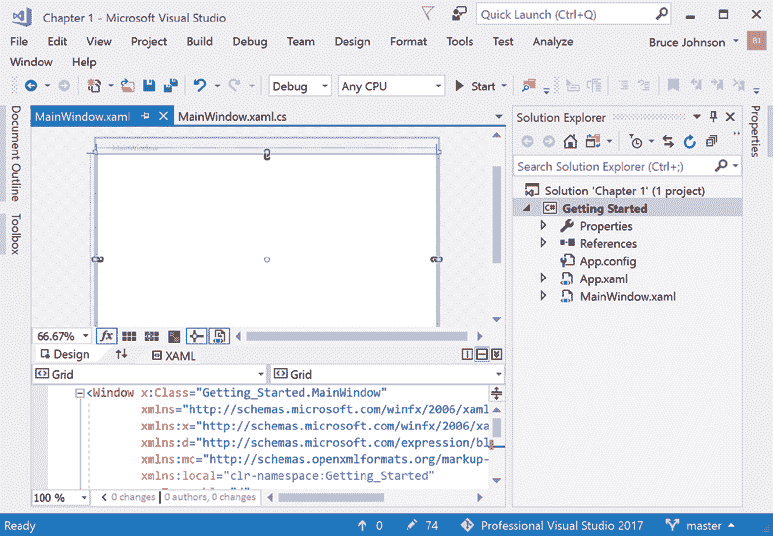 Chapter 1 - Microsoft Visual Studio
Quick Launch (Ctrl+Q)
File Edit View Project Build Debug Team Design Format Tools Test Analyze
Bruce Johnson
BJ
Window Help
Debug
Any CPU
Start
Document Outline
Toolbox
MainWindow.xaml
MainWindow.xaml.cs
MainWindow
66.67%
fx
Design
XAML
Grid
Grid
<Window x:Class="Getting_Started.MainWindow"
xmlns="http://schemas.microsoft.com/winfx/2006/xaml
xmlns:x="http://schemas.microsoft.com/winfx/2006/xa
xmlns:d="http://schemas.microsoft.com/expression/bl
xmlns:mc="http://schemas.openxmlformats.org/markup-
xmlns:local="clr-namespace:Getting_Started"
100 %
0 changes | 0 authors, 0 changes
Solution Explorer
Search Solution Explorer (Ctrl+;)
Solution 'Chapter 1' (1 project)
C# Getting Started
Properties
References
App.config
App.xaml
MainWindow.xaml
Properties
Ready
0
74
Professional Visual Studio 2017
master